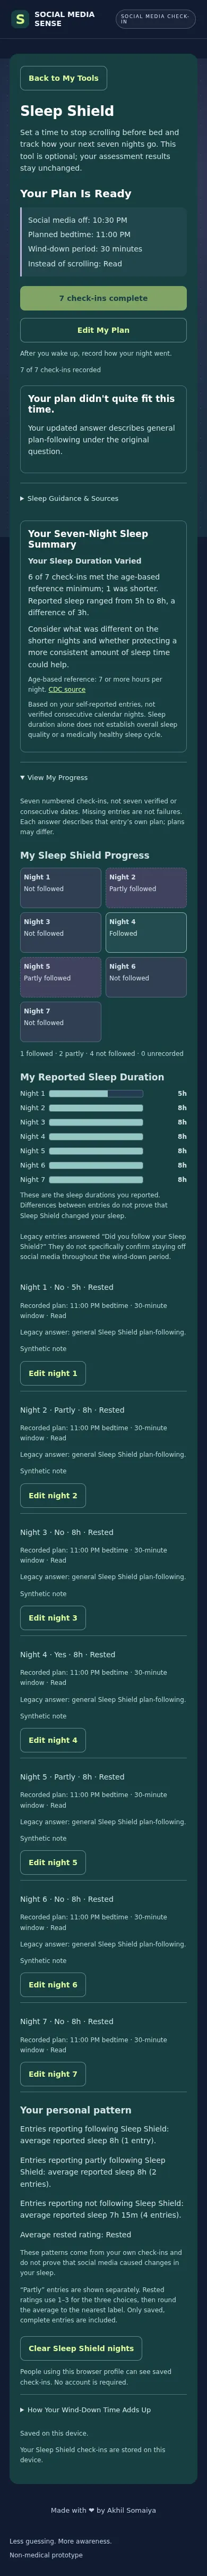 S
SOCIAL MEDIA
SENSE
SOCIAL MEDIA CHECK-
IN
Back to My Tools
Sleep Shield
Set a time to stop scrolling before bed and
track how your next seven nights go. This
tool is optional; your assessment results
stay unchanged.
Your Plan Is Ready
Social media off: 10:30 PM
Planned bedtime: 11:00 PM
Wind-down period: 30 minutes
Instead of scrolling: Read
7 check-ins complete
Edit My Plan
After you wake up, record how your night went.
7 of 7 check-ins recorded
Your plan didn't quite fit this
time.
Your updated answer describes general
plan-following under the original
question.
▶ Sleep Guidance & Sources
Your Seven-Night Sleep
Summary
Your Sleep Duration Varied
6 of 7 check-ins met the age-based
reference minimum; 1 was shorter.
Reported sleep ranged from 5h to 8h, a
difference of 3h.
Consider what was different on the
shorter nights and whether protecting a
more consistent amount of sleep time
could help.
Age-based reference: 7 or more hours per
night. CDC source
Based on your self-reported entries, not
verified consecutive calendar nights. Sleep
duration alone does not establish overall sleep
quality or a medically healthy sleep cycle.
▼ View My Progress
Seven numbered check-ins, not seven verified or
consecutive dates. Missing entries are not failures.
Each answer describes that entry's own plan; plans
may differ.
My Sleep Shield Progress
Night 1
Not followed
Night 2
Partly followed
Night 3
Not followed
Night 4
Followed
Night 5
Partly followed
Night 6
Not followed
Night 7
Not followed
1 followed · 2 partly · 4 not followed · 0 unrecorded
My Reported Sleep Duration
Night 1 5h
Night 2 8h
Night 3 8h
Night 4 8h
Night 5 8h
Night 6 8h
Night 7 8h
These are the sleep durations you reported.
Differences between entries do not prove that
Sleep Shield changed your sleep.
Legacy entries answered “Did you follow your Sleep
Shield?” They do not specifically confirm staying off
social media throughout the wind-down period.
Night 1 · No · 5h · Rested
Recorded plan: 11:00 PM bedtime · 30-minute
window · Read
Legacy answer: general Sleep Shield plan-following.
Synthetic note
Edit night 1
Night 2 · Partly · 8h · Rested
Recorded plan: 11:00 PM bedtime · 30-minute
window · Read
Legacy answer: general Sleep Shield plan-following.
Synthetic note
Edit night 2
Night 3 · No · 8h · Rested
Recorded plan: 11:00 PM bedtime · 30-minute
window · Read
Legacy answer: general Sleep Shield plan-following.
Synthetic note
Edit night 3
Night 4 · Yes · 8h · Rested
Recorded plan: 11:00 PM bedtime · 30-minute
window · Read
Legacy answer: general Sleep Shield plan-following.
Synthetic note
Edit night 4
Night 5 · Partly · 8h · Rested
Recorded plan: 11:00 PM bedtime · 30-minute
window · Read
Legacy answer: general Sleep Shield plan-following.
Synthetic note
Edit night 5
Night 6 · No · 8h · Rested
Recorded plan: 11:00 PM bedtime · 30-minute
window · Read
Legacy answer: general Sleep Shield plan-following.
Synthetic note
Edit night 6
Night 7 · No · 8h · Rested
Recorded plan: 11:00 PM bedtime · 30-minute
window · Read
Edit night 7
Your personal pattern
Entries reporting following Sleep Shield:
average reported sleep 8h (1 entry).
Entries reporting partly following Sleep
Shield: average reported sleep 8h (2
entries).
Entries reporting not following Sleep Shield:
average reported sleep 7h 15m (4 entries).
Average rested rating: Rested
These patterns come from your own check-ins and
do not prove that social media caused changes in
your sleep.
“Partly” entries are shown separately. Rested
ratings use 1–3 for the three choices, then round
the average to the nearest label. Only saved,
complete entries are included.
Clear Sleep Shield nights
People using this browser profile can see saved
check-ins. No account is required.
▶ How Your Wind-Down Time Adds Up
Saved on this device.
Your Sleep Shield check-ins are stored on this
device.
Made with ❤ by Akhil Somaiya
Less guessing. More awareness.
Non-medical prototype